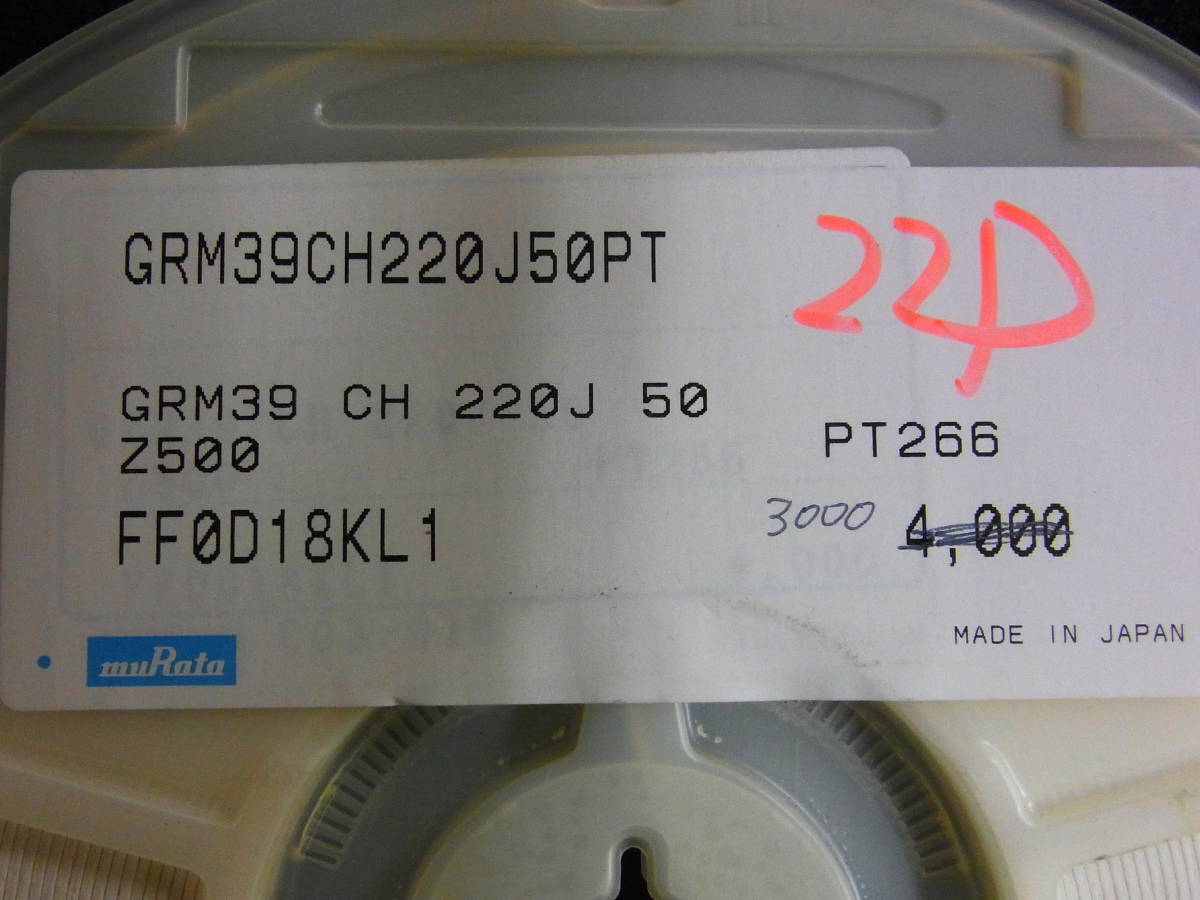 GRM39CH220J50PT
22P
GRM39 CH 220J 50
Z500
PT266
FF0D18KL1
3000 4,000
muRata
MADE IN JAPAN